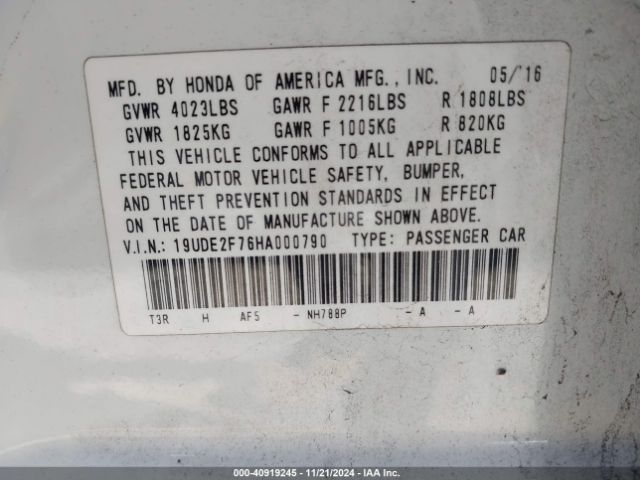 MFD. BY HONDA OF AMERICA MFG., INC. 05/'16
GVWR 4023LBS GAWR F 2216LBS R 1808LBS
GVWR 1825KG GAWR F 1005KG R 820KG
THIS VEHICLE CONFORMS TO ALL APPLICABLE
FEDERAL MOTOR VEHICLE SAFETY, BUMPER,
AND THEFT PREVENTION STANDARDS IN EFFECT
ON THE DATE OF MANUFACTURE SHOWN ABOVE.
V.I.N.: 19UDE2F76HA000790 TYPE: PASSENGER CAR
T3R H AF5 - NH788P - A - A
000-40919245 - 11/21/2024 - IAA Inc.